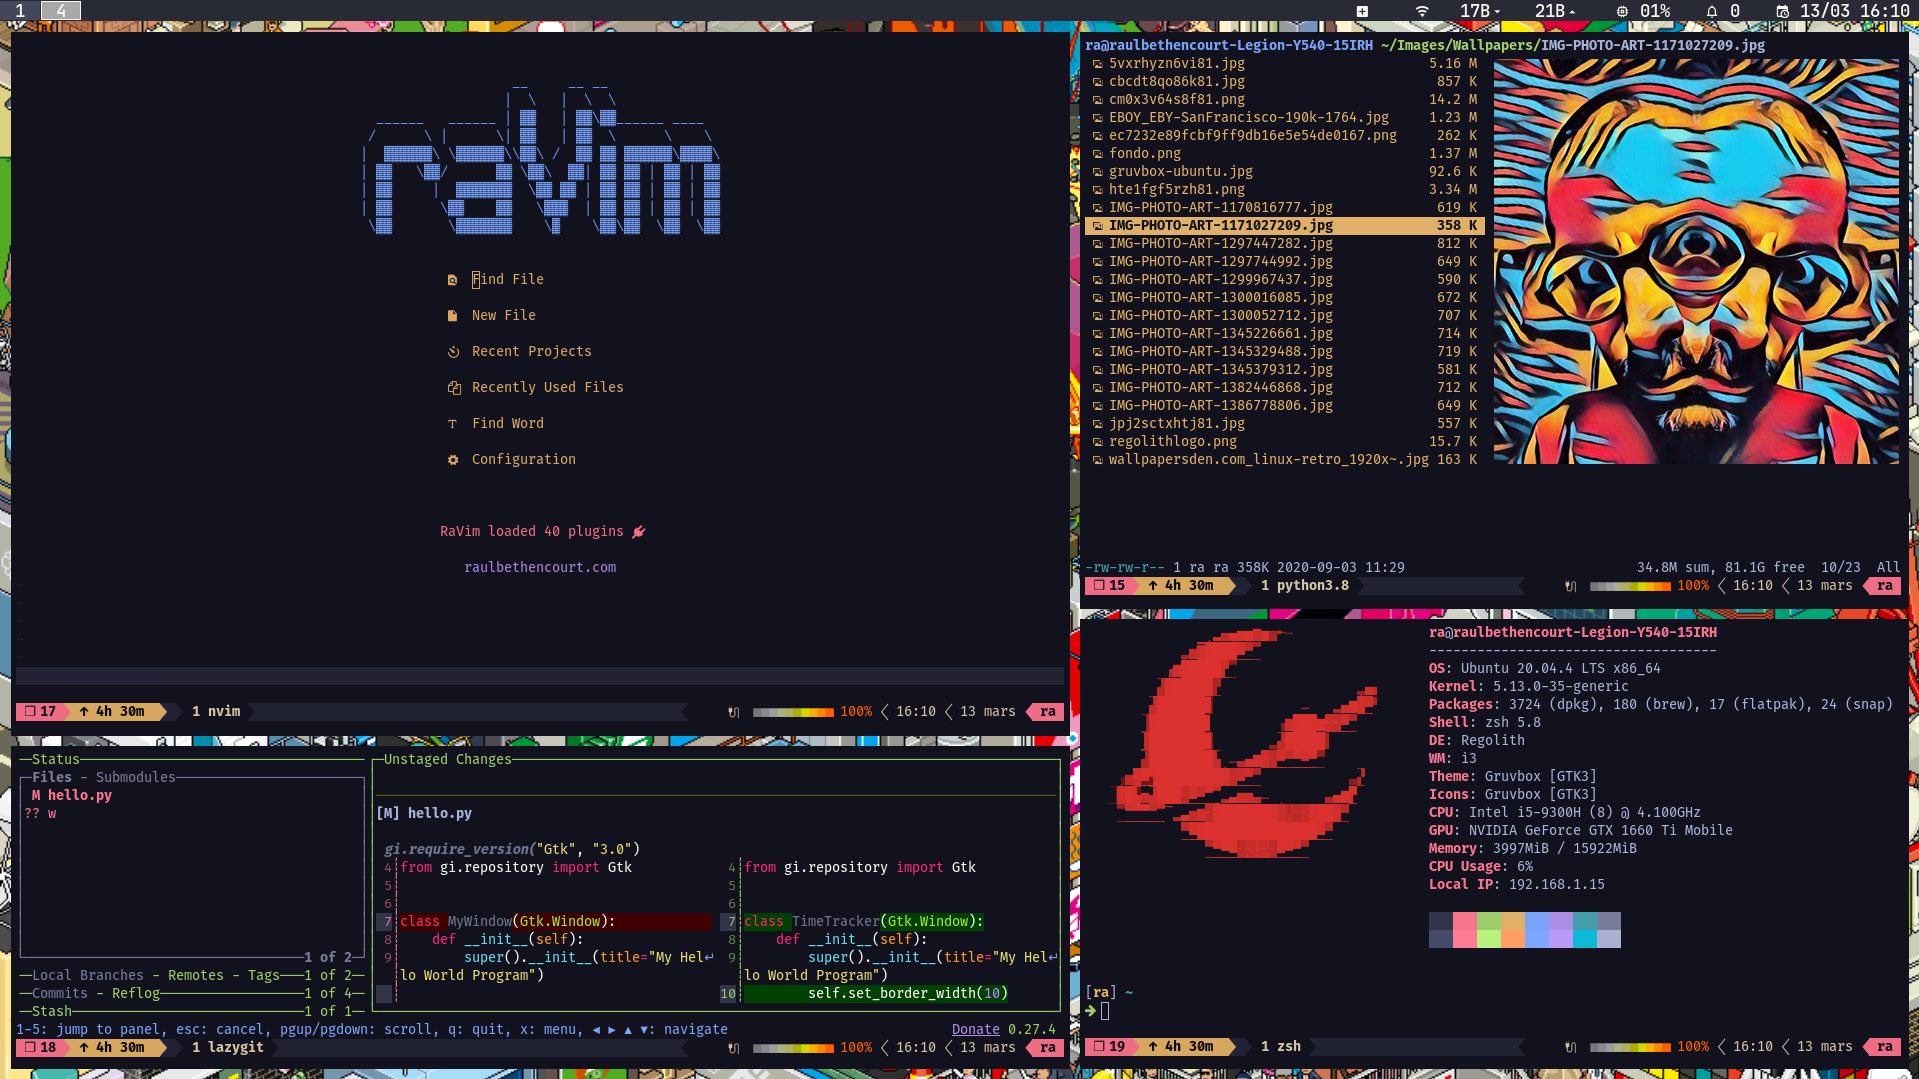 1 4 17B 21B 01% 0 13/03 16:10
Find File
New File
Recent Projects
Recently Used Files
Find Word
Configuration
RaVim loaded 40 plugins
raulbethencourt.com
17 ↑ 4h 30m 1 nvim 100% 16:10 13 mars ra
ra@raulbethencourt-Legion-Y540-15IRH ~/Images/Wallpapers/IMG-PHOTO-ART-1171027209.jpg
5vxrhyzn6vi81.jpg 5.16 M
cbcdt8qo86k81.jpg 857 K
cm0x3v64s8f81.png 14.2 M
EBOY_EBY-SanFrancisco-190k-1764.jpg 1.23 M
ec7232e89fcbf9ff9db16e5e54de0167.png 262 K
fondo.png 1.37 M
gruvbox-ubuntu.jpg 92.6 K
hte1fgf5rzh81.png 3.34 M
IMG-PHOTO-ART-1170816777.jpg 619 K
IMG-PHOTO-ART-1171027209.jpg 358 K
IMG-PHOTO-ART-1297447282.jpg 812 K
IMG-PHOTO-ART-1297744992.jpg 649 K
IMG-PHOTO-ART-1299967437.jpg 590 K
IMG-PHOTO-ART-1300016085.jpg 672 K
IMG-PHOTO-ART-1300052712.jpg 707 K
IMG-PHOTO-ART-1345226661.jpg 714 K
IMG-PHOTO-ART-1345329488.jpg 719 K
IMG-PHOTO-ART-1345379312.jpg 581 K
IMG-PHOTO-ART-1382446868.jpg 712 K
IMG-PHOTO-ART-1386778806.jpg 649 K
jpj2sctxhtj81.jpg 557 K
regolithlogo.png 15.7 K
wallpapersden.com_linux-retro_1920x~.jpg 163 K
-rw-rw-r-- 1 ra ra 358K 2020-09-03 11:29 34.8M sum, 81.1G free 10/23 All
15 ↑ 4h 30m 1 python3.8 100% 16:10 13 mars ra
Status
Files - Submodules
M hello.py
?? w
1 of 2
Local Branches - Remotes - Tags 1 of 2
Commits - Reflog 1 of 4
Stash 1 of 1
Unstaged Changes
[M] hello.py
gi.require_version("Gtk", "3.0")
4 from gi.repository import Gtk 4 from gi.repository import Gtk
5 5
6 6
7 class MyWindow(Gtk.Window): 7 class TimeTracker(Gtk.Window):
8 def __init__(self): 8 def __init__(self):
9 super().__init__(title="My Hel↵ 9 super().__init__(title="My Hel↵
lo World Program") lo World Program")
10 self.set_border_width(10)
1-5: jump to panel, esc: cancel, pgup/pgdown: scroll, q: quit, x: menu, ◄ ► ▲ ▼: navigate Donate 0.27.4
18 ↑ 4h 30m 1 lazygit 100% 16:10 13 mars ra
ra@raulbethencourt-Legion-Y540-15IRH
------------------------------------
OS: Ubuntu 20.04.4 LTS x86_64
Kernel: 5.13.0-35-generic
Packages: 3724 (dpkg), 180 (brew), 17 (flatpak), 24 (snap)
Shell: zsh 5.8
DE: Regolith
WM: i3
Theme: Gruvbox [GTK3]
Icons: Gruvbox [GTK3]
CPU: Intel i5-9300H (8) @ 4.100GHz
GPU: NVIDIA GeForce GTX 1660 Ti Mobile
Memory: 3997MiB / 15922MiB
CPU Usage: 6%
Local IP: 192.168.1.15
[ra] ~
➜
19 ↑ 4h 30m 1 zsh 100% 16:10 13 mars ra